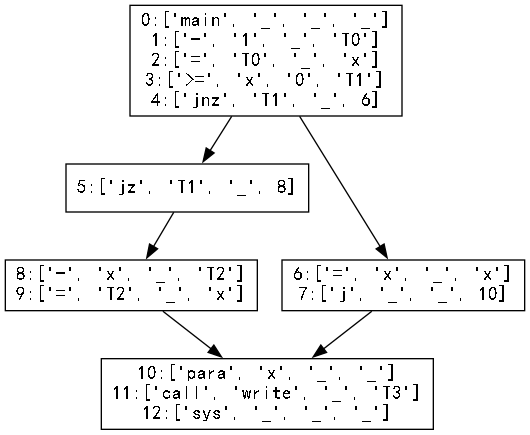 0:['main', '_', '_', '_']
1:['-', '1', '_', 'T0']
2:['=', 'T0', '_', 'x']
3:['>=', 'x', '0', 'T1']
4:['jnz', 'T1', '_', 6]
5:['jz', 'T1', '_', 8]
8:['-', 'x', '_', 'T2']
9:['=', 'T2', '_', 'x']
6:['=', 'x', '_', 'x']
7:['j', '_', '_', 10]
10:['para', 'x', '_', '_']
11:['call', 'write', '_', 'T3']
12:['sys', '_', '_', '_']